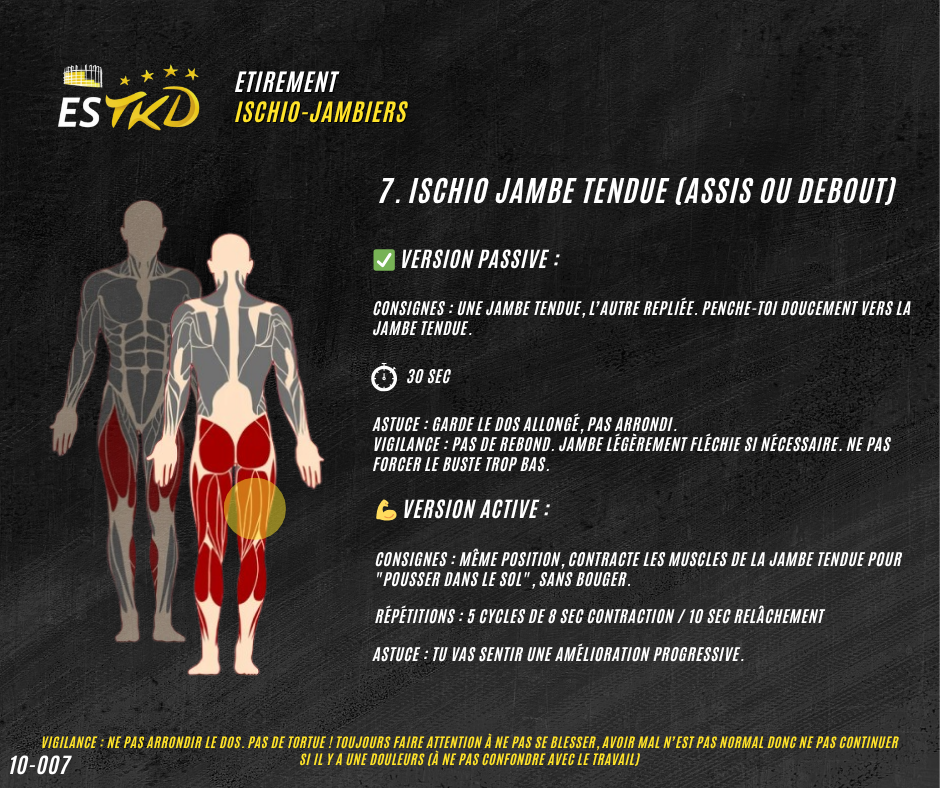 ES TKD
ETIREMENT
ISCHIO-JAMBIERS
7. ISCHIO JAMBE TENDUE (ASSIS OU DEBOUT)
✅ VERSION PASSIVE :
CONSIGNES : UNE JAMBE TENDUE, L'AUTRE REPLIÉE. PENCHE-TOI DOUCEMENT VERS LA
JAMBE TENDUE.
30 SEC
ASTUCE : GARDE LE DOS ALLONGÉ, PAS ARRONDI.
VIGILANCE : PAS DE REBOND. JAMBE LÉGÈREMENT FLÉCHIE SI NÉCESSAIRE. NE PAS
FORCER LE BUSTE TROP BAS.
💪 VERSION ACTIVE :
CONSIGNES : MÊME POSITION, CONTRACTE LES MUSCLES DE LA JAMBE TENDUE POUR
"POUSSER DANS LE SOL", SANS BOUGER.
RÉPÉTITIONS : 5 CYCLES DE 8 SEC CONTRACTION / 10 SEC RELÂCHEMENT
ASTUCE : TU VAS SENTIR UNE AMÉLIORATION PROGRESSIVE.
VIGILANCE : NE PAS ARRONDIR LE DOS. PAS DE TORTUE ! TOUJOURS FAIRE ATTENTION À NE PAS SE BLESSER, AVOIR MAL N'EST PAS NORMAL DONC NE PAS CONTINUER
SI IL Y A UNE DOULEURS (À NE PAS CONFONDRE AVEC LE TRAVAIL)
10-007